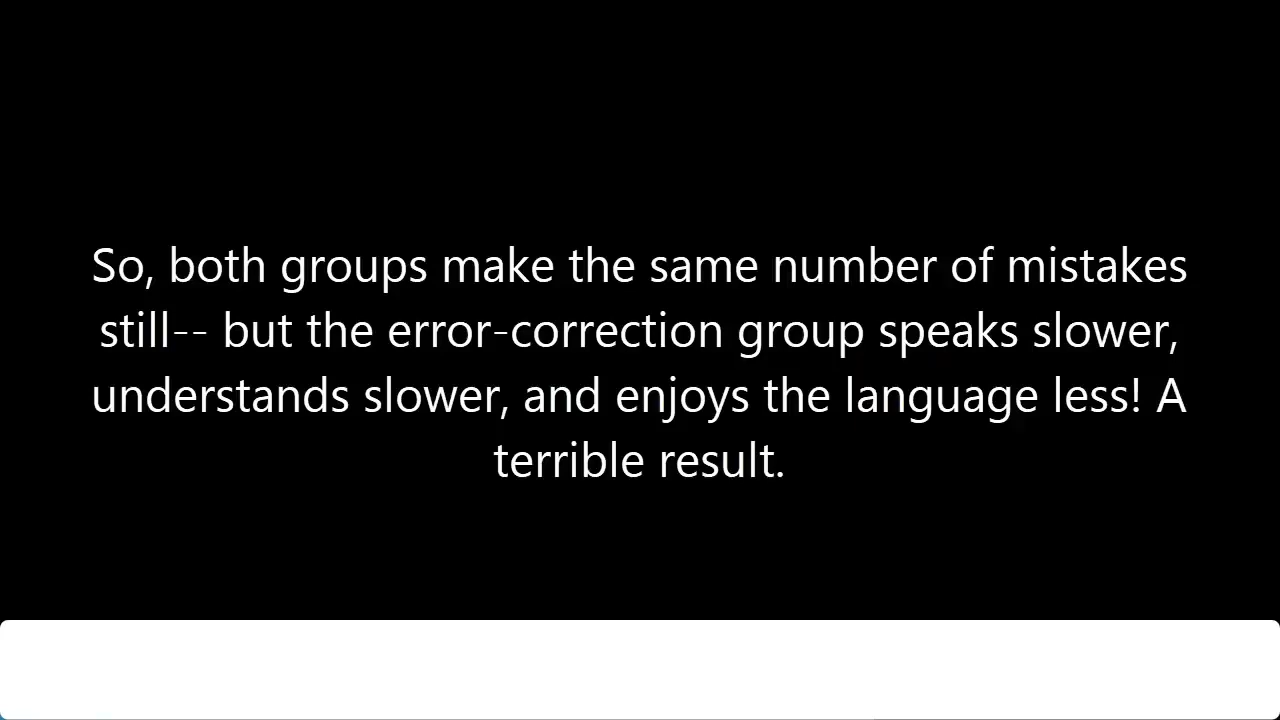 So, both groups make the same number of mistakes
still-- but the error-correction group speaks slower,
understands slower, and enjoys the language less! A
terrible result.